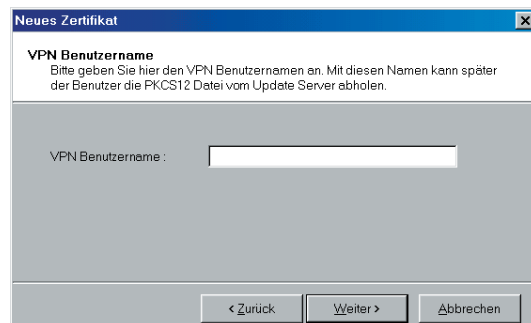 Neues Zertifikat
VPN Benutzername
Bitte geben Sie hier den VPN Benutzernamen an. Mit diesen Namen kann später
der Benutzer die PKCS12 Datei vom Update Server abholen.
VPN Benutzername :
< Zurück Weiter > Abbrechen